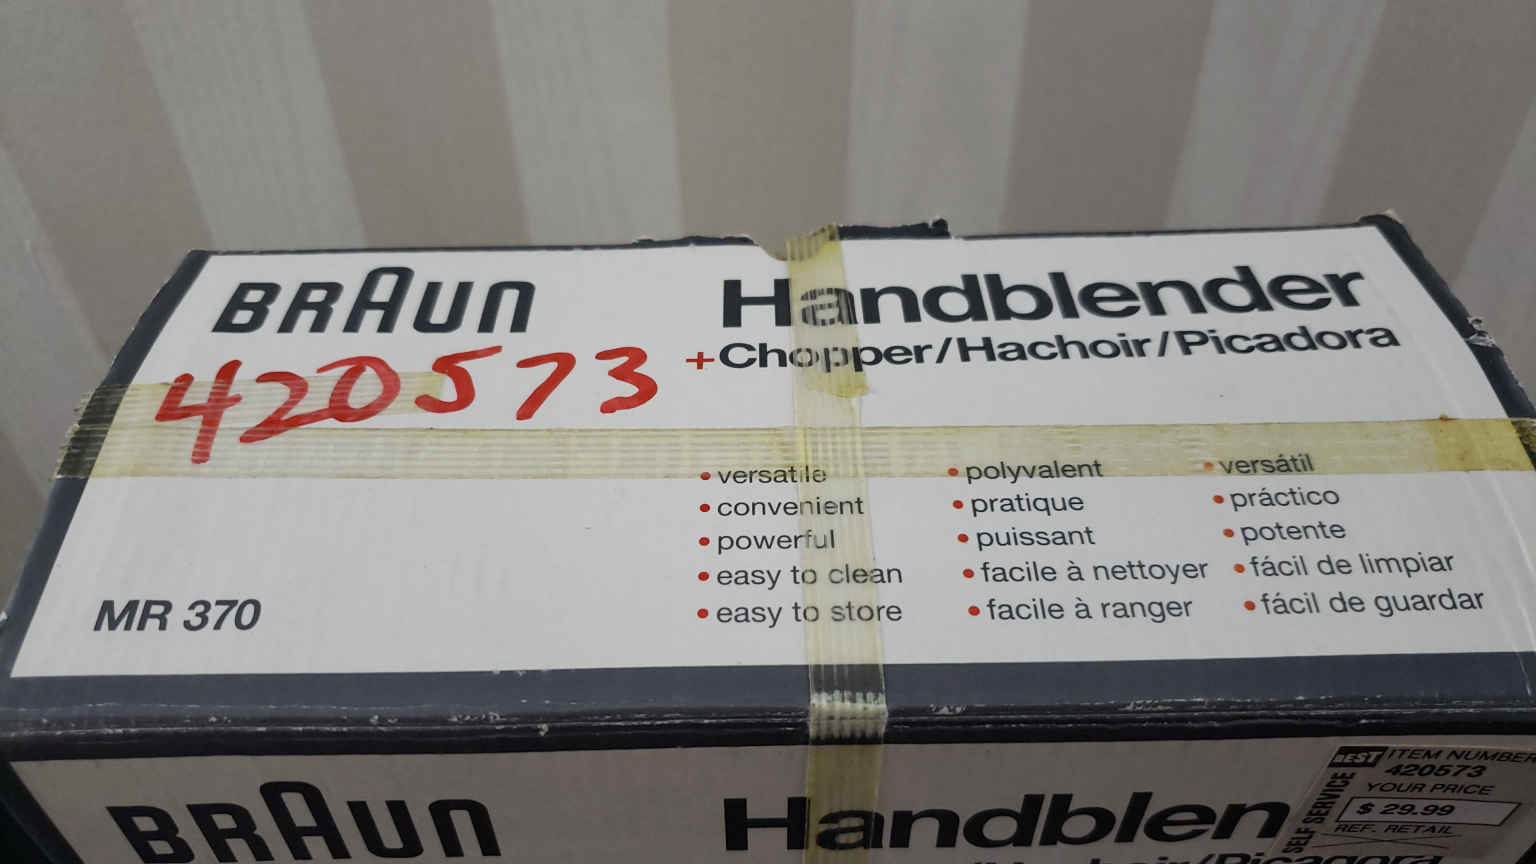 BRAUN
Handblender
+Chopper/Hachoir/Picadora
420573
• versatile
• convenient
• powerful
• easy to clean
• easy to store
• polyvalent
• pratique
• puissant
• facile à nettoyer
• facile à ranger
• versátil
• práctico
• potente
• fácil de limpiar
• fácil de guardar
MR 370
BRAUN
Handblen
BEST
ITEM NUMBER
420573
YOUR PRICE
$ 29.99
REF. RETAIL
SELF SERVICE